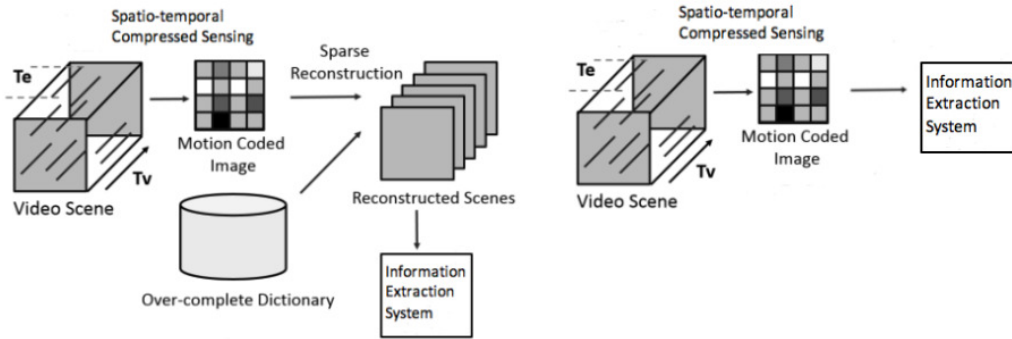 Spatio-temporal
Compressed Sensing
Te
Tv
Video Scene
Motion Coded
Image
Sparse
Reconstruction
Reconstructed Scenes
Over-complete Dictionary
Information
Extraction
System
Spatio-temporal
Compressed Sensing
Te
Tv
Video Scene
Motion Coded
Image
Information
Extraction
System